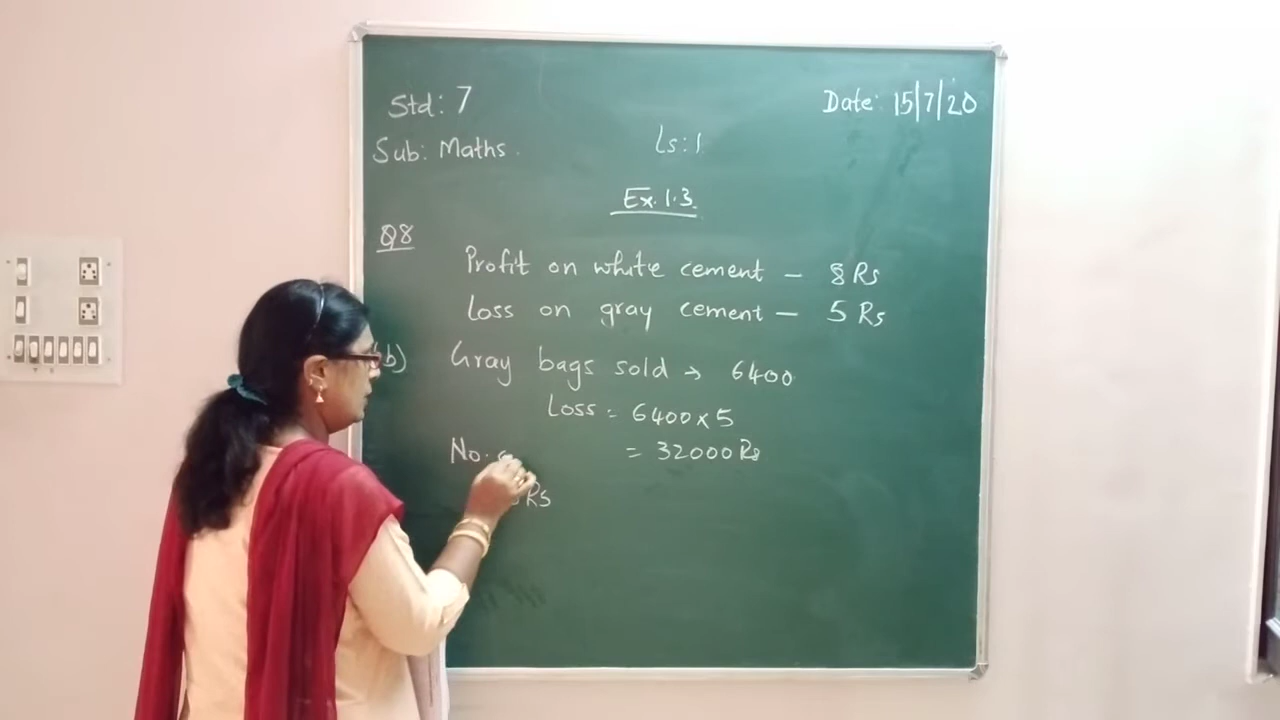 Std: 7
Date: 15/7/20
Sub: Maths.
Ls: 1
Ex. 1.3.
Q8
Profit on white cement – 8 Rs
Loss on gray cement – 5 Rs
b) Gray bags sold → 6400
Loss = 6400 x 5
= 32000 Rs
No.
Rs